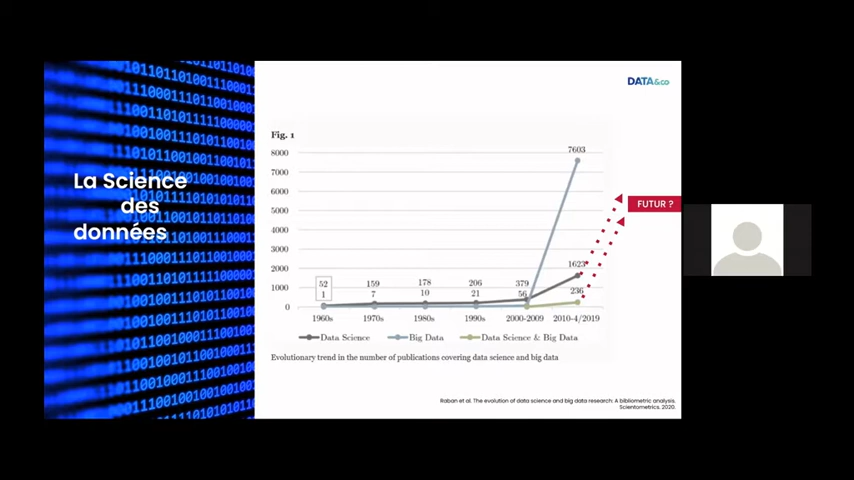 La Science
des
données
DATA&co
Fig. 1
8000
7000
6000
5000
4000
3000
2000
1000
0
7603
1623
236
52
1
159
7
178
10
206
21
379
56
1960s
1970s
1980s
1990s
2000-2009
2010-4/2019
Data Science
Big Data
Data Science & Big Data
Evolutionary trend in the number of publications covering data science and big data
FUTUR ?
Raban et al. The evolution of data science and big data research: A bibliometric analysis.
Scientometrics. 2020.